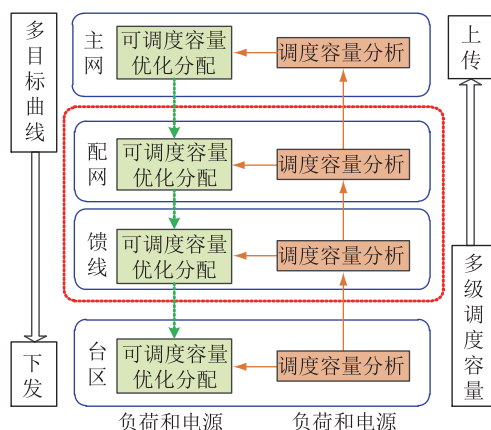 多目标曲线
下发
主网
可调度容量
优化分配
调度容量分析
配网
可调度容量
优化分配
调度容量分析
馈线
可调度容量
优化分配
调度容量分析
台区
可调度容量
优化分配
调度容量分析
负荷和电源
负荷和电源
上传
多级调度容量